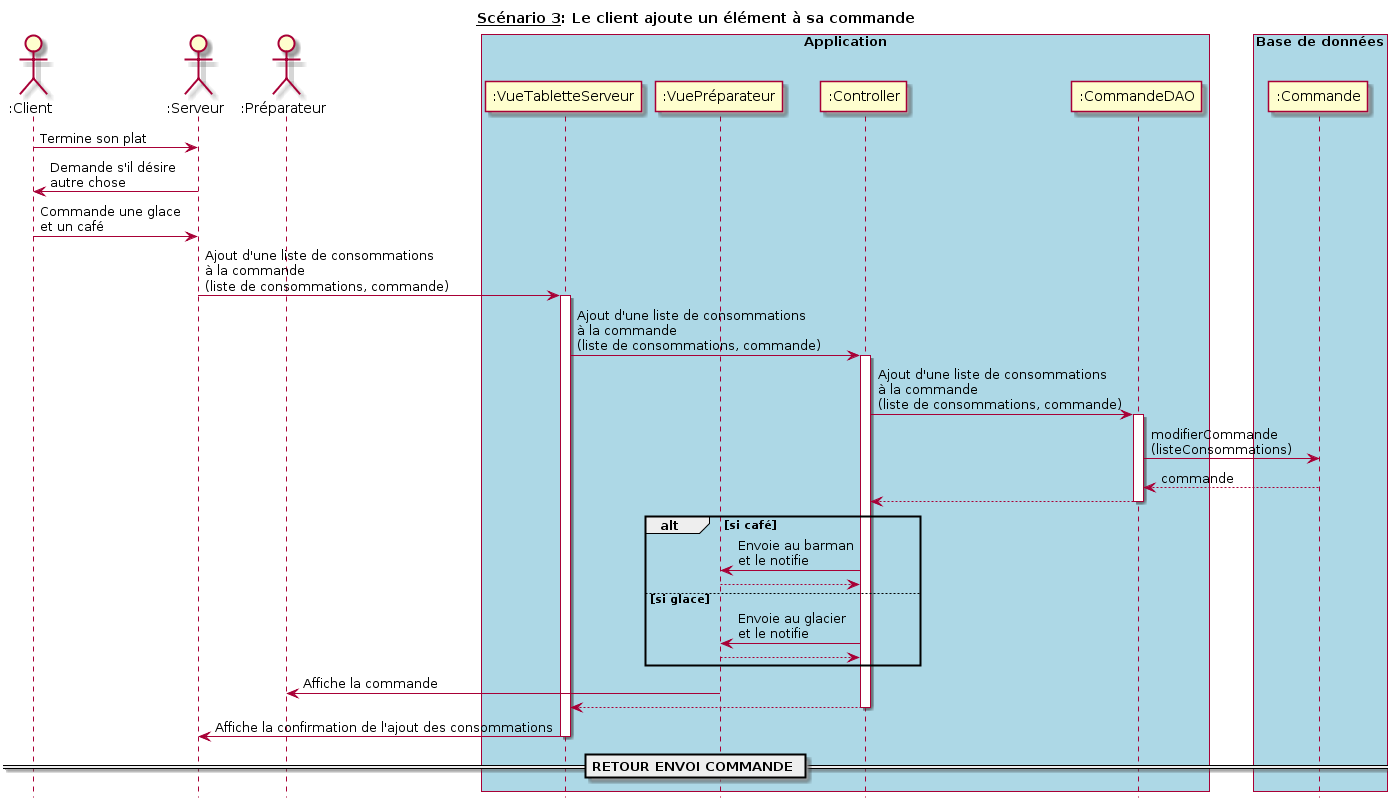 Scénario 3: Le client ajoute un élément à sa commande
Application
Base de données
:Client
:Serveur
:Préparateur
:VueTabletteServeur
:VuePréparateur
:Controller
:CommandeDAO
:Commande
Termine son plat
Demande s'il désire
autre chose
Commande une glace
et un café
Ajout d'une liste de consommations
à la commande
(liste de consommations, commande)
Ajout d'une liste de consommations
à la commande
(liste de consommations, commande)
Ajout d'une liste de consommations
à la commande
(liste de consommations, commande)
modifierCommande
(listeConsommations)
commande
alt
[si café]
Envoie au barman
et le notifie
[si glace]
Envoie au glacier
et le notifie
Affiche la commande
Affiche la confirmation de l'ajout des consommations
RETOUR ENVOI COMMANDE